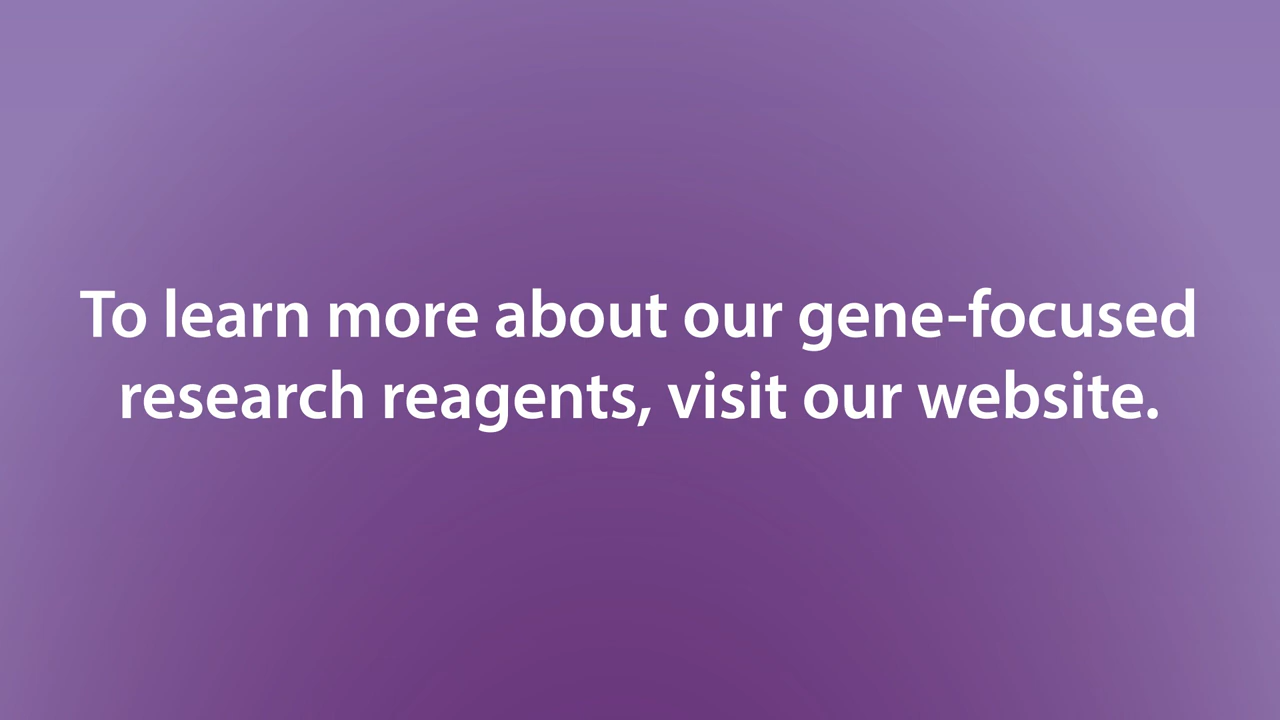 To learn more about our gene-focused
research reagents, visit our website.